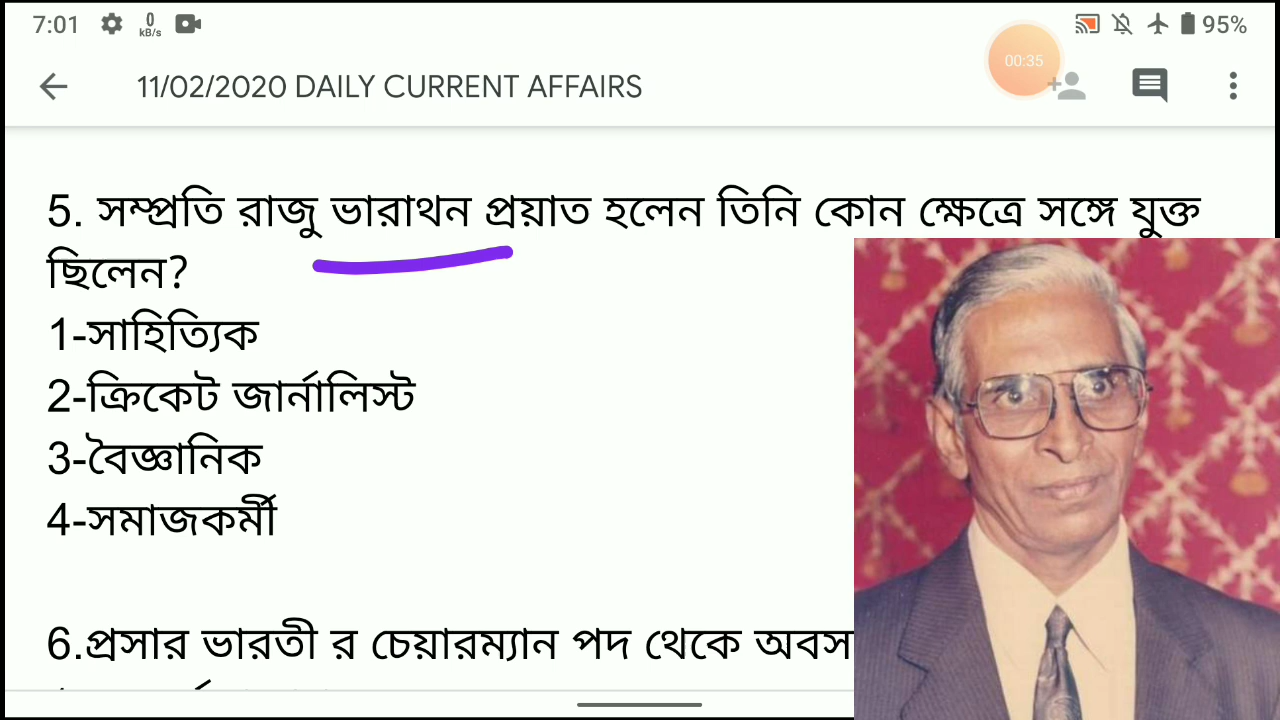 7:01
0
kB/s
95%
00:35
11/02/2020 DAILY CURRENT AFFAIRS
5. সম্প্রতি রাজু ভারাথন প্রয়াত হলেন তিনি কোন ক্ষেত্রে সঙ্গে যুক্ত
ছিলেন?
1-সাহিত্যিক
2-ক্রিকেট জার্নালিস্ট
3-বৈজ্ঞানিক
4-সমাজকর্মী
6.প্রসার ভারতী র চেয়ারম্যান পদ থেকে অবস